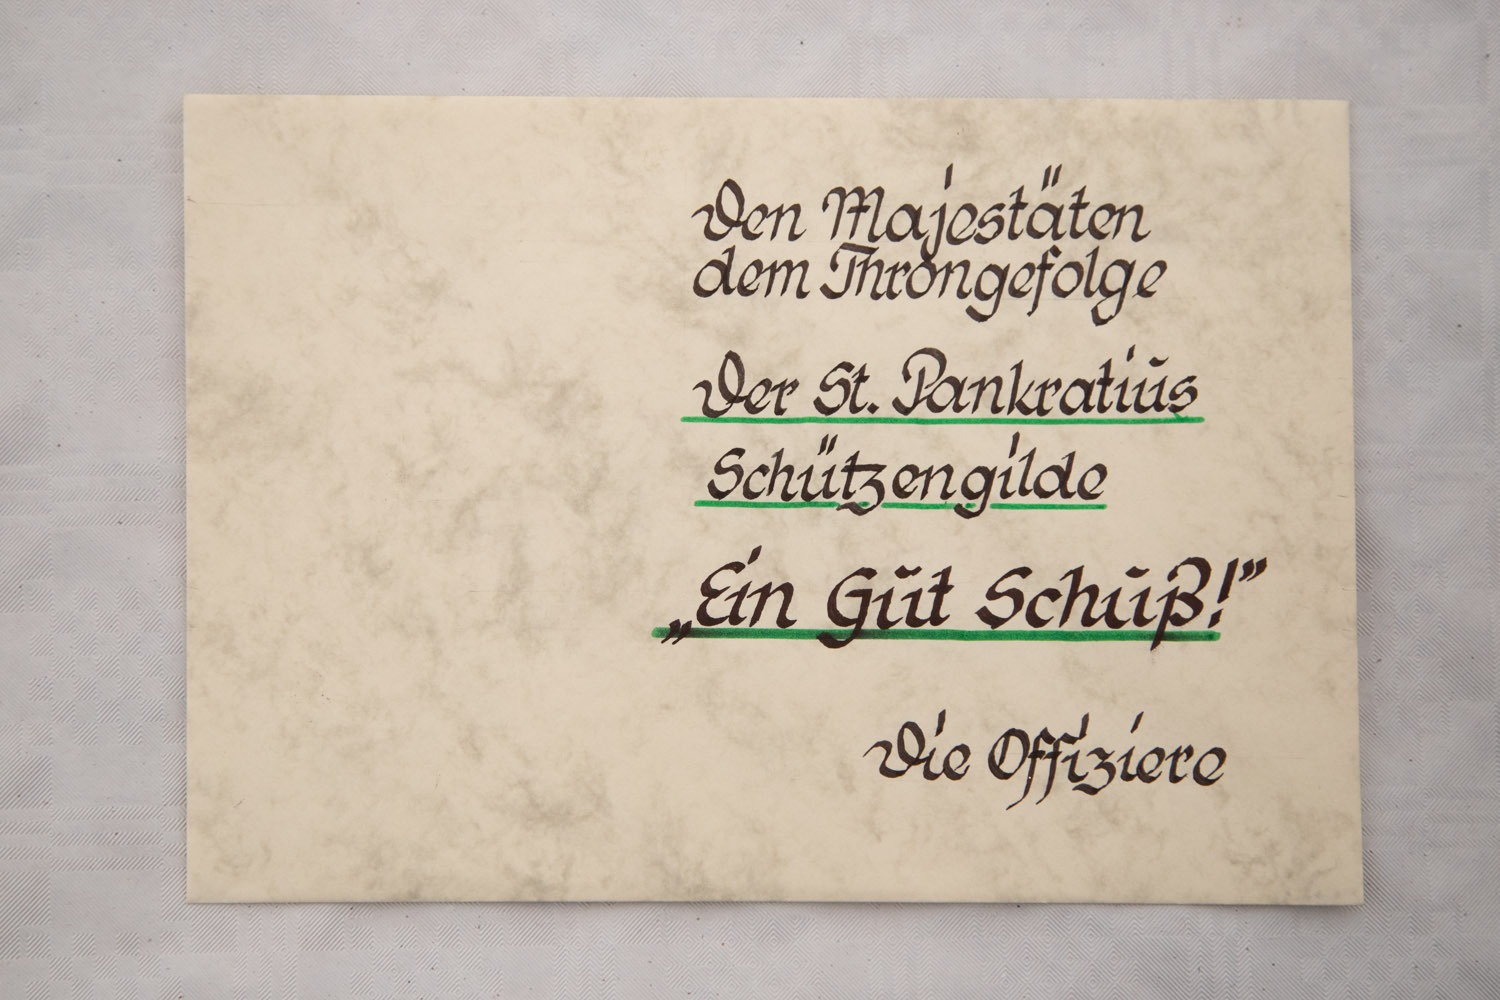 Den Majestäten
dem Throngefolge
Der St. Pankratius
Schützengilde
„Ein Gut Schuß!”
Die Offiziere